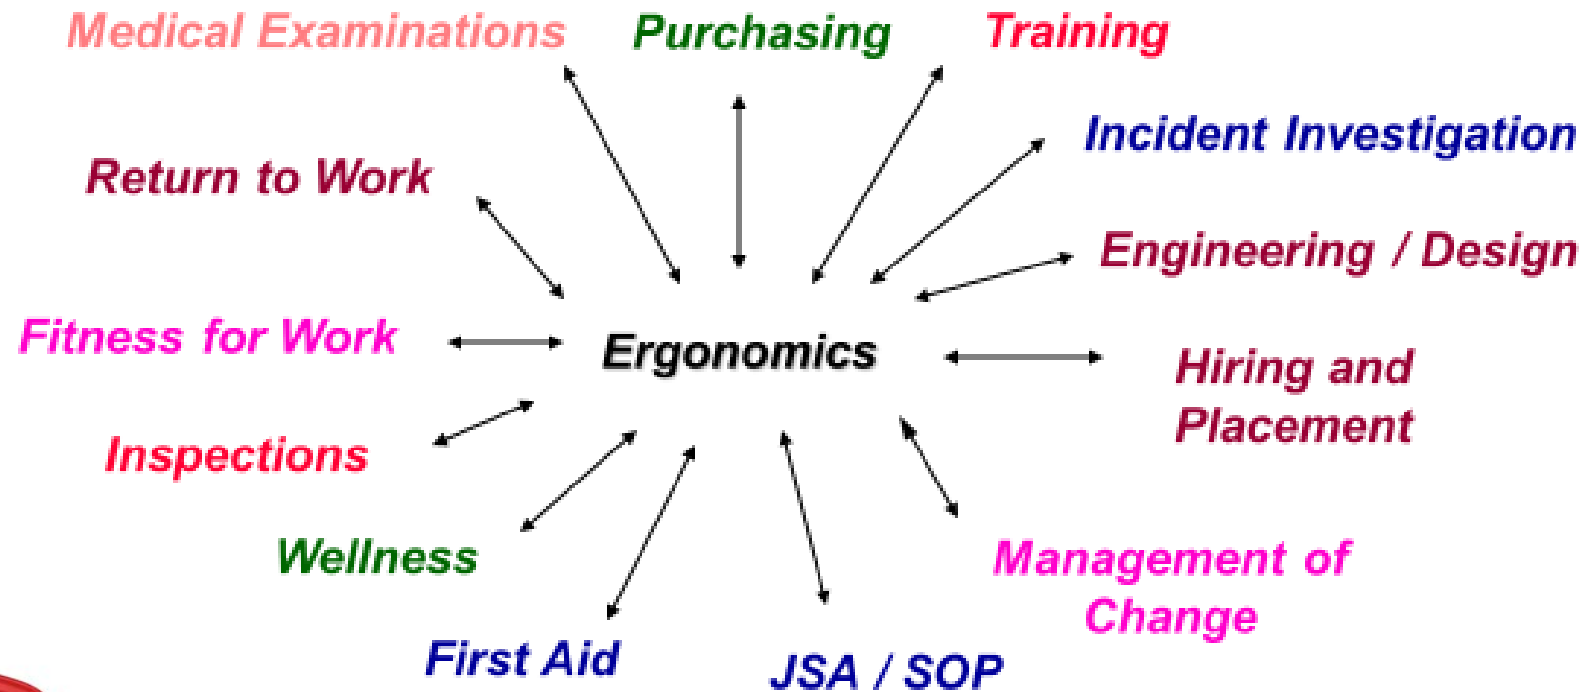 Medical Examinations
Purchasing
Training
Incident Investigation
Return to Work
Engineering / Design
Fitness for Work
Ergonomics
Hiring and
Placement
Inspections
Wellness
Management of
Change
First Aid
JSA / SOP